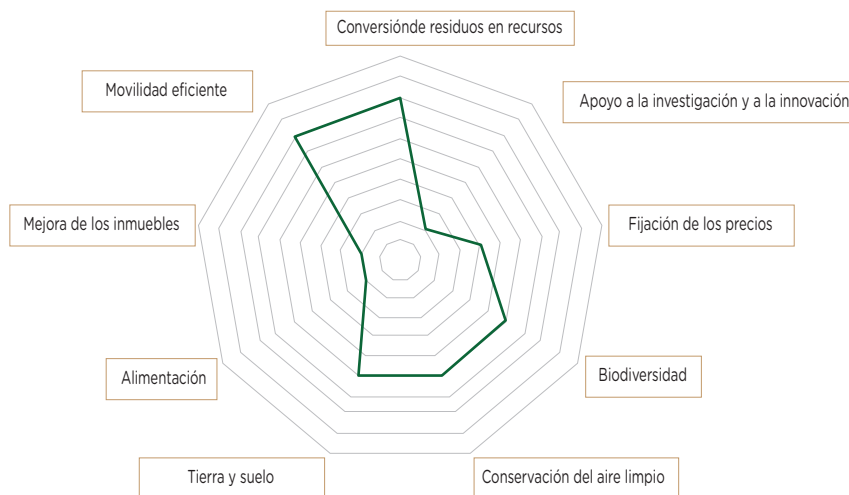 Conversiónde residuos en recursos
Movilidad eficiente
Apoyo a la investigación y a la innovación
Mejora de los inmuebles
Fijación de los precios
Alimentación
Biodiversidad
Tierra y suelo
Conservación del aire limpio